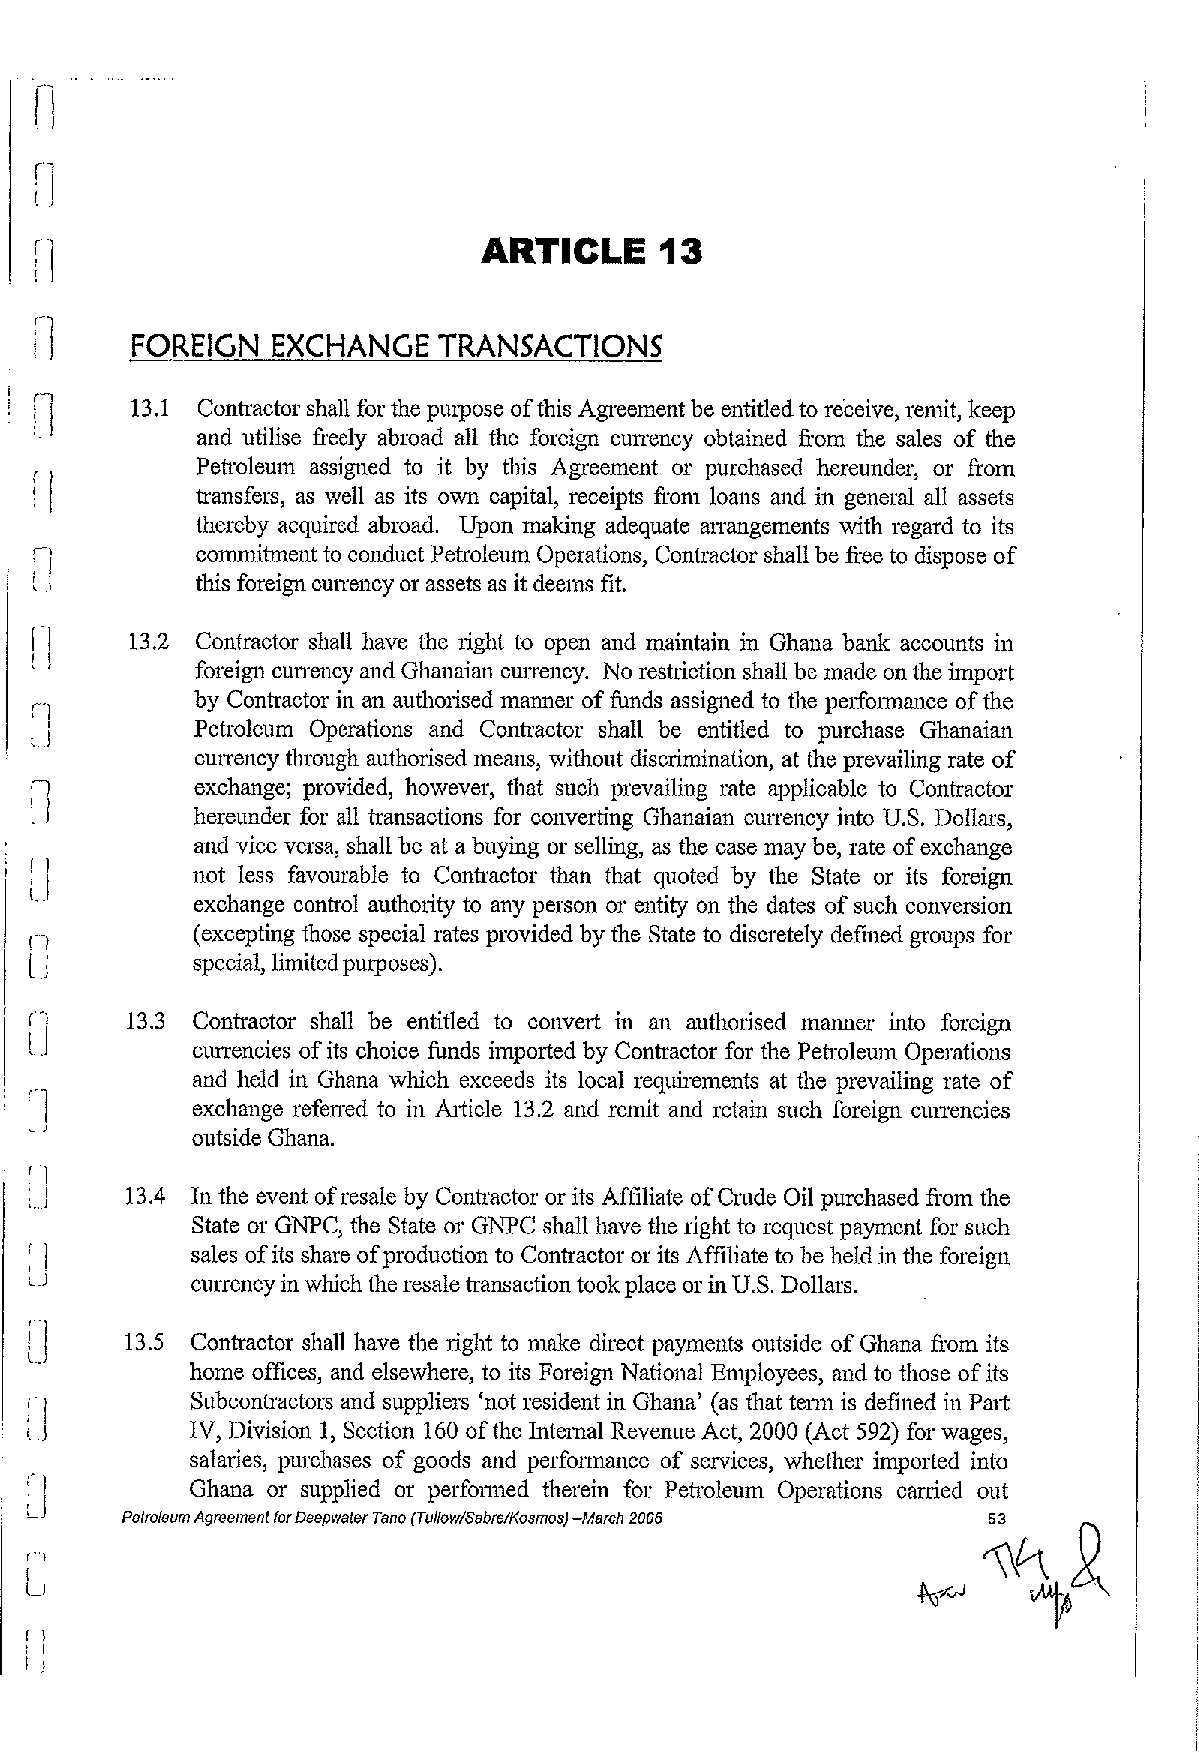 ARTICLE 13
FOREIGN EXCHANGE TRANSACTIONS
13.1 Contractor shall for the purpose of this Agreement be entitled to receive, remit, keep
and utilise freely abroad all the foreign currency obtained from the sales of the
Petroleum assigned to it by this Agreement or purchased hereunder, or from
transfers, as well as its own capital, receipts from loans and in general all assets
thereby acquired abroad. Upon making adequate arrangements with regard to its
commitment to conduct Petroleum Operations, Contractor shall be free to dispose of
this foreign currency or assets as it deems fit.
13.2 Contractor shall have the right to open and maintain in Ghana bank accounts in
foreign currency and Ghanaian currency. No restriction shall be made on the import
by Contractor in an authorised manner of funds assigned to the performance of the
Petroleum Operations and Contractor shall be entitled to purchase Ghanaian
currency through authorised means, without discrimination, at the prevailing rate of
exchange; provided, however, that such prevailing rate applicable to Contractor
hereunder for all transactions for converting Ghanaian currency into U.S. Dollars,
and vice versa, shall be at a buying or selling, as the case may be, rate of exchange
not less favourable to Contractor than that quoted by the State or its foreign
exchange control authority to any person or entity on the dates of such conversion
(excepting those special rates provided by the State to discretely defined groups for
special, limited purposes).
13.3 Contractor shall be entitled to convert in an authorised manner into foreign
currencies of its choice funds imported by Contractor for the Petroleum Operations
and held in Ghana which exceeds its local requirements at the prevailing rate of
exchange referred to in Article 13.2 and remit and retain such foreign currencies
outside Ghana.
13.4 In the event of resale by Contractor or its Affiliate of Crude Oil purchased from the
State or GNPC, the State or GNPC shall have the right to request payment for such
sales of its share of production to Contractor or its Affiliate to be held in the foreign
currency in which the resale transaction took place or in U.S. Dollars.
13.5 Contractor shall have the right to make direct payments outside of Ghana from its
home offices, and elsewhere, to its Foreign National Employees, and to those of its
Subcontractors and suppliers 'not resident in Ghana' (as that term is defined in Part
IV, Division 1, Section 160 of the Internal Revenue Act, 2000 (Act 592) for wages,
salaries, purchases of goods and performance of services, whether imported into
Ghana or supplied or performed therein for Petroleum Operations carried out
Petroleum Agreement for Deepwater Tano (Tullow/Sabre/Kosmos) –March 2006 53